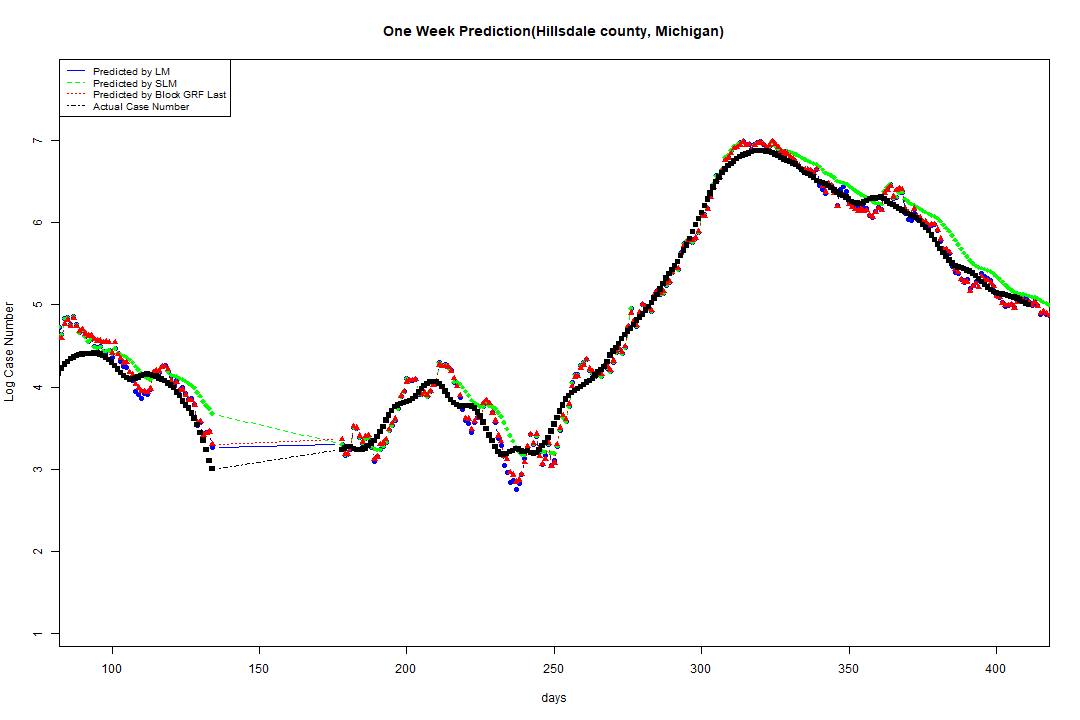 One Week Prediction(Hillsdale county, Michigan)
Predicted by LM
Predicted by SLM
Predicted by Block GRF Last
Actual Case Number
Log Case Number
7
6
5
4
3
2
1
100
150
200
250
300
350
400
days